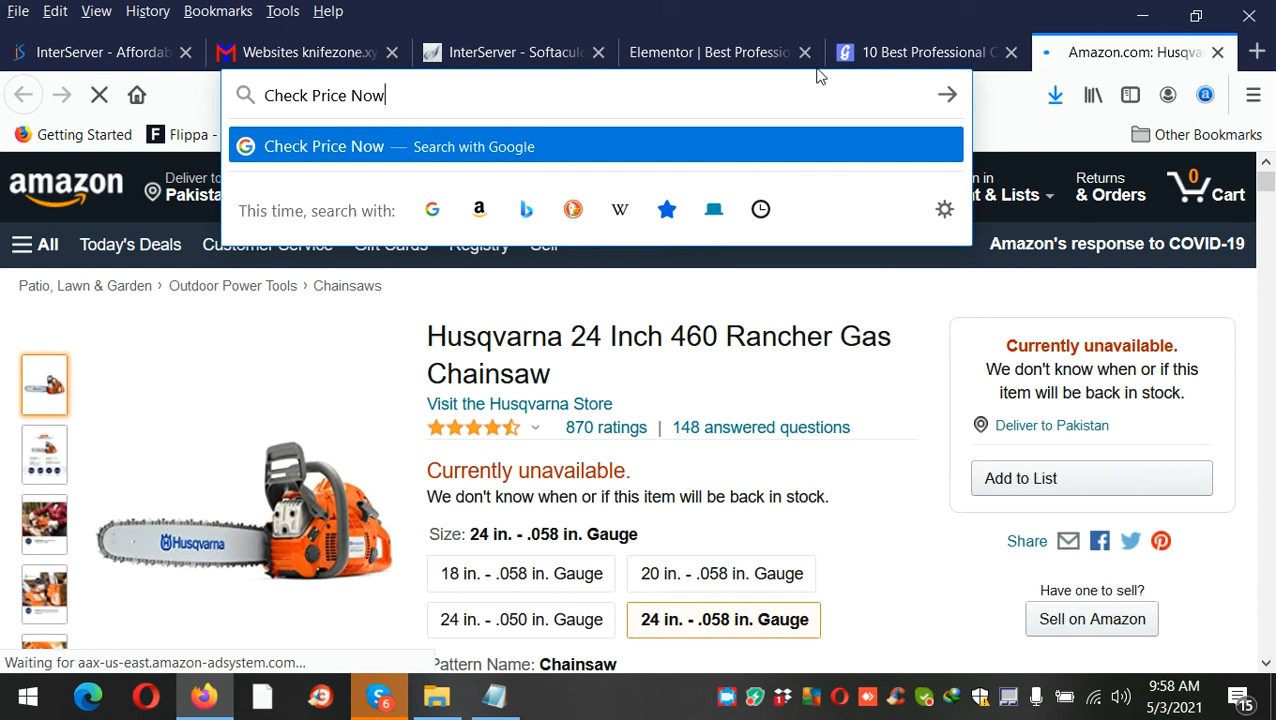 File Edit View History Bookmarks Tools Help
InterServer - Affordab
Websites knifezone.xy
InterServer - Softacul
Elementor | Best Professio
10 Best Professional C
Amazon.com: Husqva
Check Price Now
Getting Started
Flippa -
Other Bookmarks
Check Price Now — Search with Google
This time, search with:
amazon
Deliver to
Pakista
n in
t & Lists
Returns
& Orders
0
Cart
All
Today's Deals
Customer Service
Gift Cards
Registry
Sell
Amazon's response to COVID-19
Patio, Lawn & Garden › Outdoor Power Tools › Chainsaws
Husqvarna 24 Inch 460 Rancher Gas
Chainsaw
Visit the Husqvarna Store
870 ratings | 148 answered questions
Currently unavailable.
We don't know when or if this item will be back in stock.
Size: 24 in. - .058 in. Gauge
18 in. - .058 in. Gauge
20 in. - .058 in. Gauge
24 in. - .050 in. Gauge
24 in. - .058 in. Gauge
Pattern Name: Chainsaw
Husqvarna
Currently unavailable.
We don't know when or if this
item will be back in stock.
Deliver to Pakistan
Add to List
Share
Have one to sell?
Sell on Amazon
Waiting for aax-us-east.amazon-adsystem.com...
6
9:58 AM
5/3/2021
15